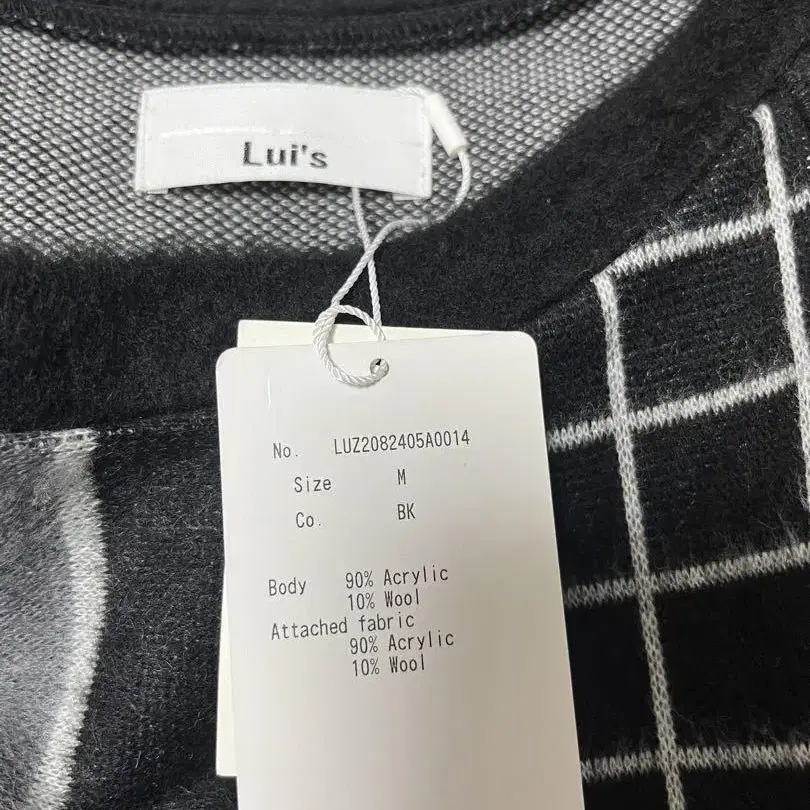 Lui's
No. LUZ2082405A0014
Size M
Co. BK
Body 90% Acrylic
10% Wool
Attached fabric
90% Acrylic
10% Wool